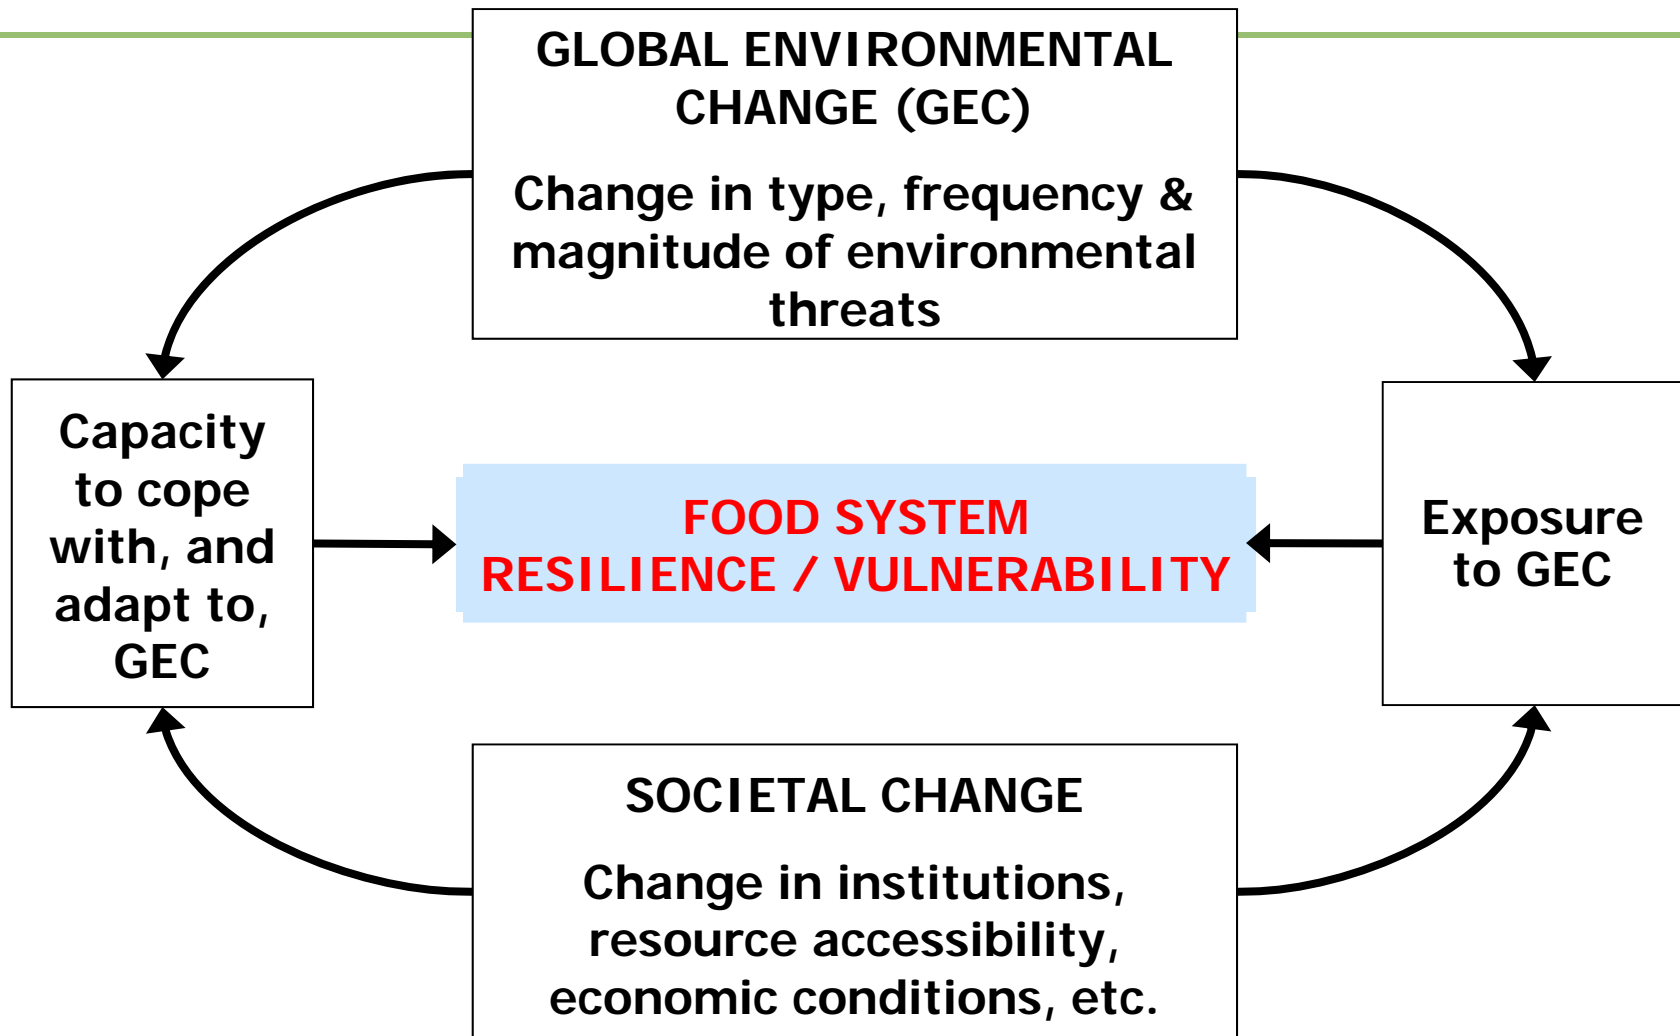 GLOBAL ENVIRONMENTAL
CHANGE (GEC)
Change in type, frequency &
magnitude of environmental
threats
Capacity
to cope
with, and
adapt to,
GEC
FOOD SYSTEM
RESILIENCE / VULNERABILITY
Exposure
to GEC
SOCIETAL CHANGE
Change in institutions,
resource accessibility,
economic conditions, etc.